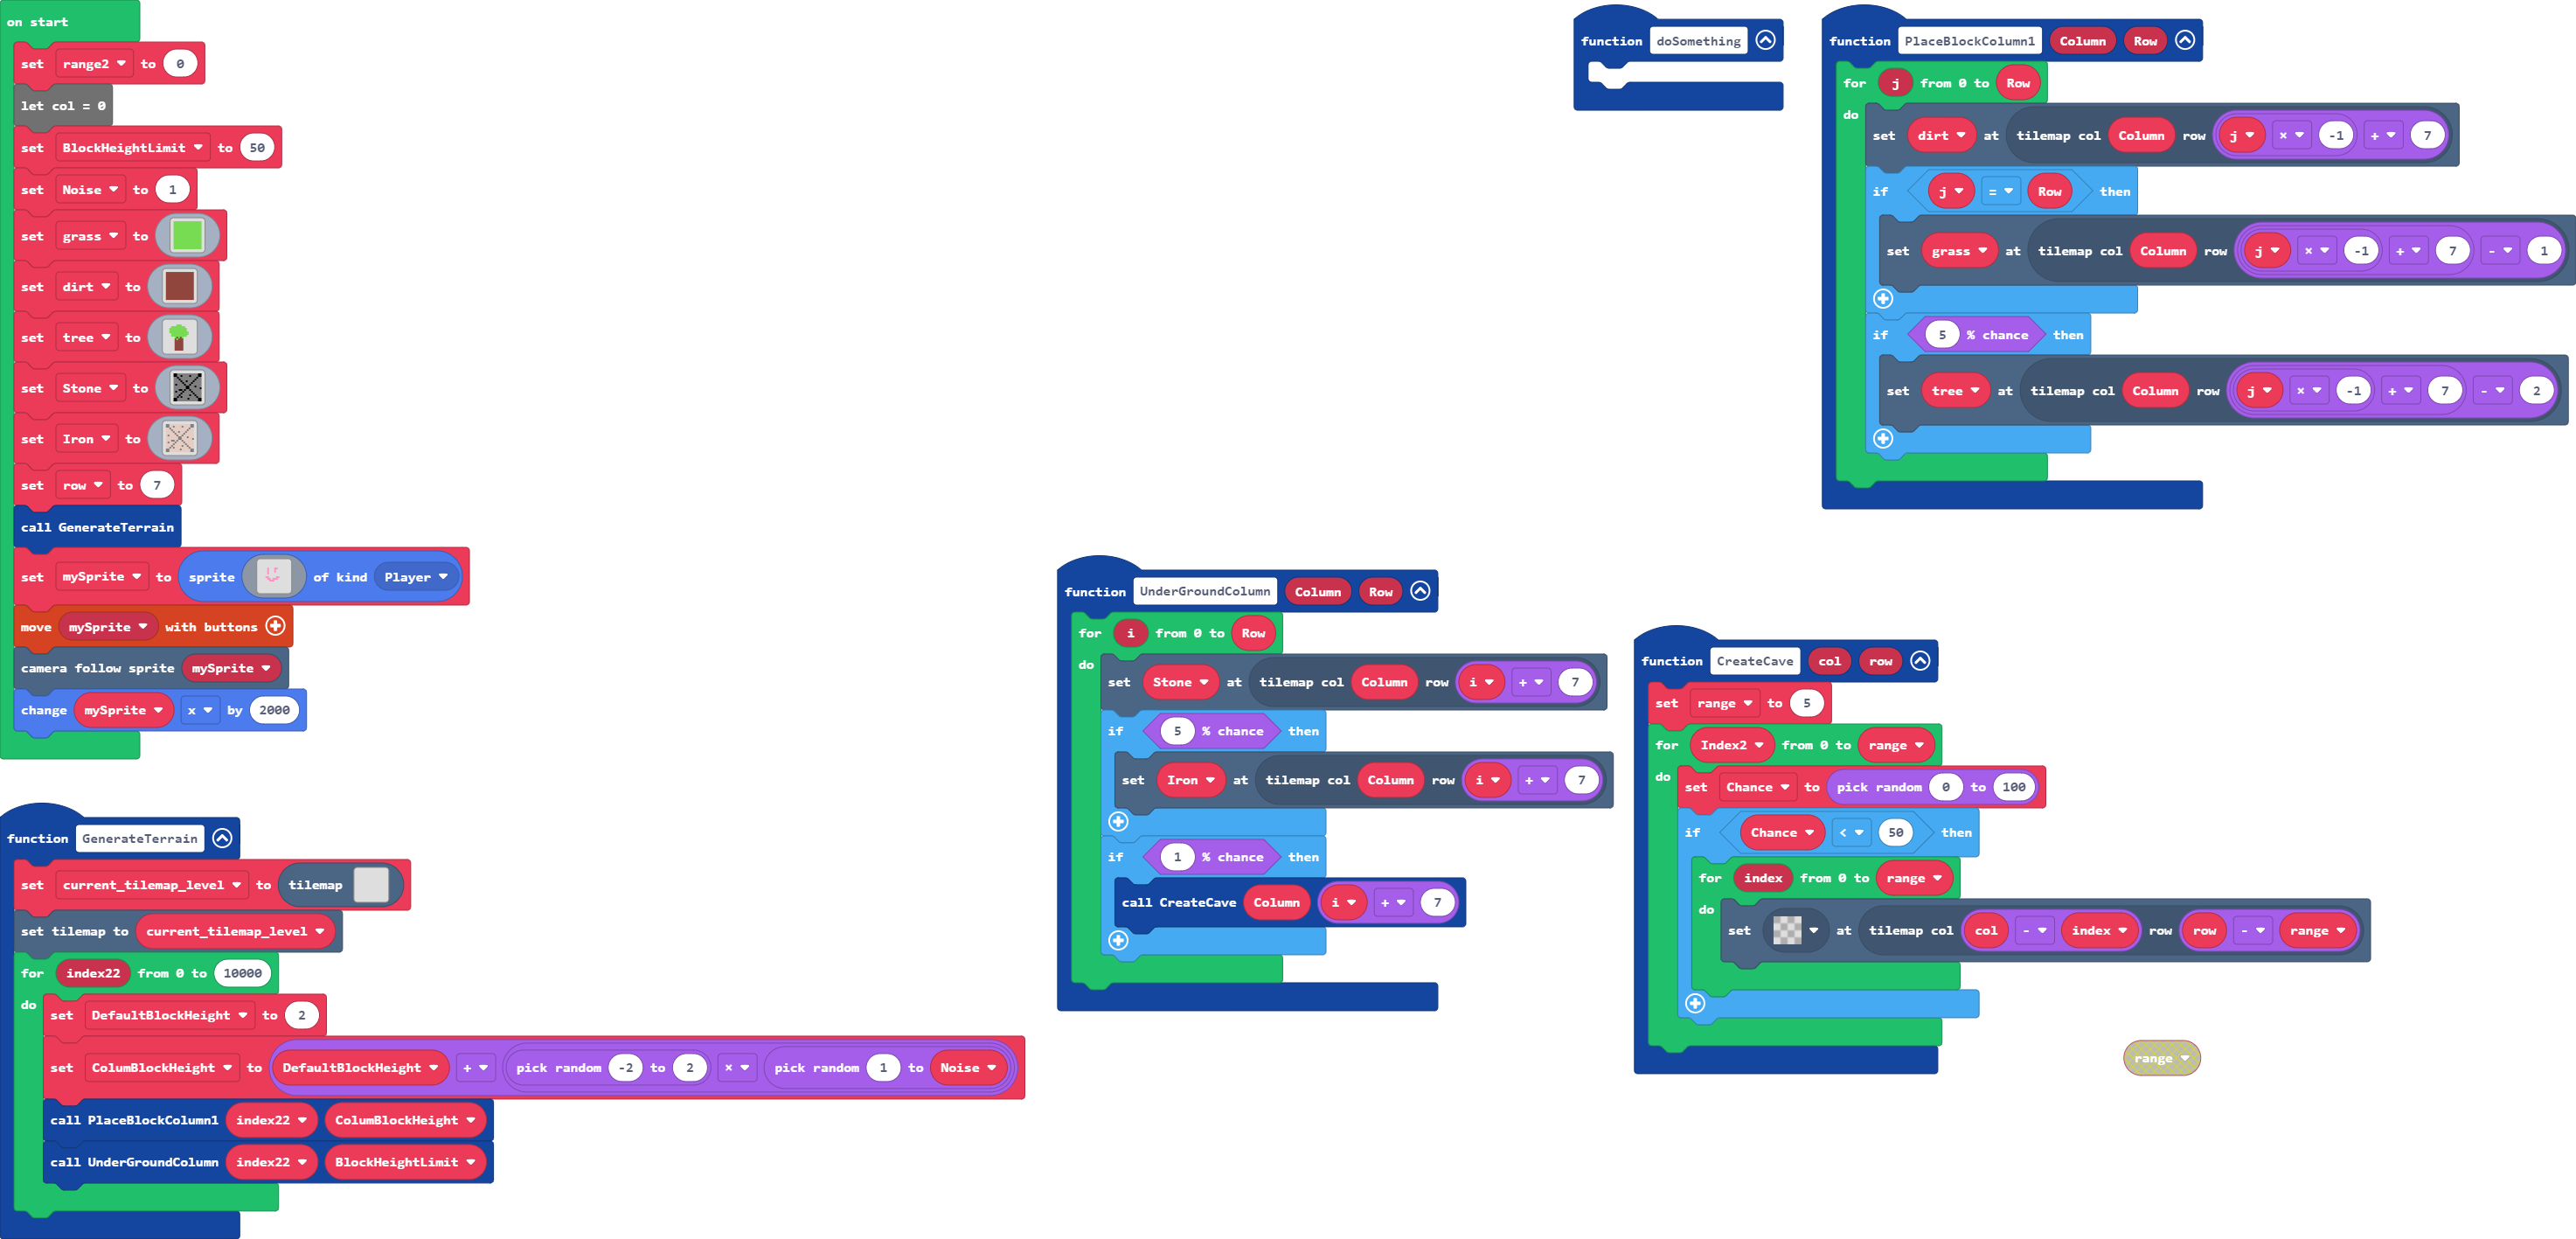 on start
set range2 to 0
let col = 0
set BlockHeightLimit to 50
set Noise to 1
set grass to
set dirt to
set tree to
set Stone to
set Iron to
set row to 7
call GenerateTerrain
set mySprite to sprite of kind Player
move mySprite with buttons
camera follow sprite mySprite
change mySprite x by 2000
function GenerateTerrain
set current_tilemap_level to tilemap
set tilemap to current_tilemap_level
for index22 from 0 to 10000
do
set DefaultBlockHeight to 2
set ColumBlockHeight to DefaultBlockHeight + pick random -2 to 2 × pick random 1 to Noise
call PlaceBlockColumn1 index22 ColumBlockHeight
call UnderGroundColumn index22 BlockHeightLimit
function doSomething
function PlaceBlockColumn1 Column Row
for j from 0 to Row
do
set dirt at tilemap col Column row j × -1 + 7
if j = Row then
set grass at tilemap col Column row j × -1 + 7 - 1
if 5 % chance then
set tree at tilemap col Column row j × -1 + 7 - 2
function UnderGroundColumn Column Row
for i from 0 to Row
do
set Stone at tilemap col Column row i + 7
if 5 % chance then
set Iron at tilemap col Column row i + 7
if 1 % chance then
call CreateCave Column i + 7
function CreateCave col row
set range to 5
for Index2 from 0 to range
do
set Chance to pick random 0 to 100
if Chance < 50 then
for index from 0 to range
do
set at tilemap col col - index row row - range
range